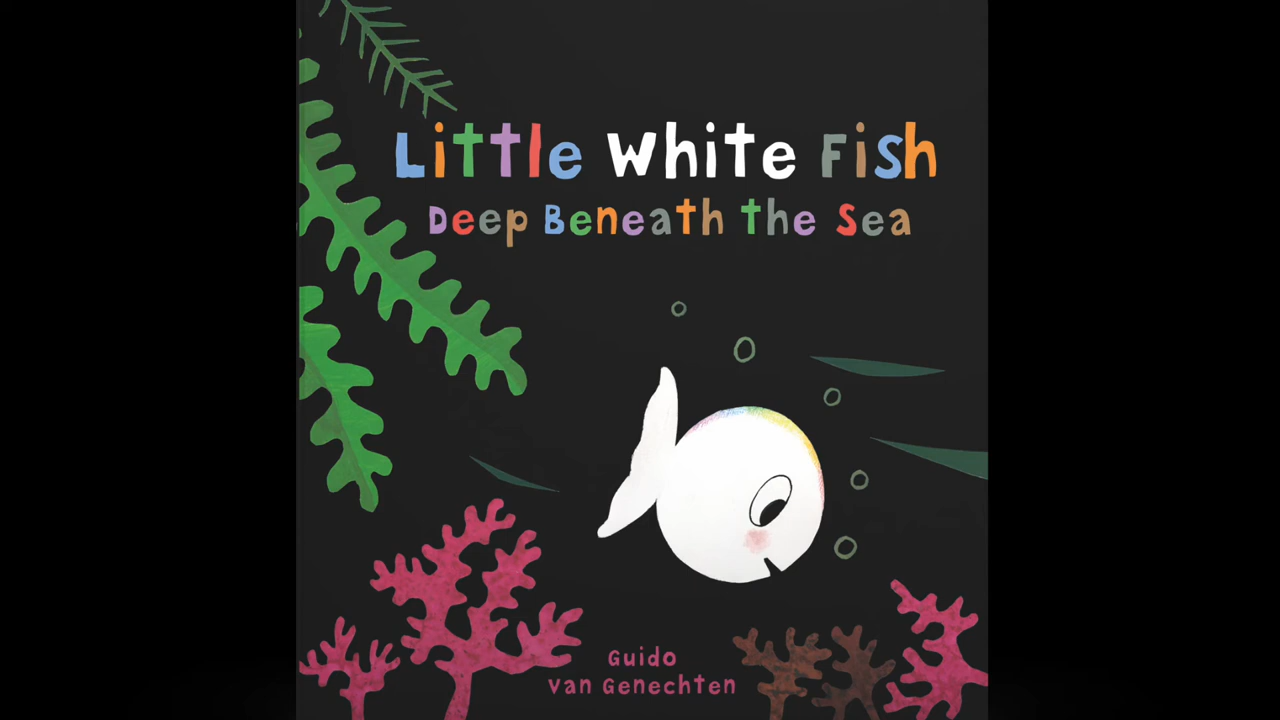 Little White Fish
Deep Beneath the Sea
Guido
van Genechten